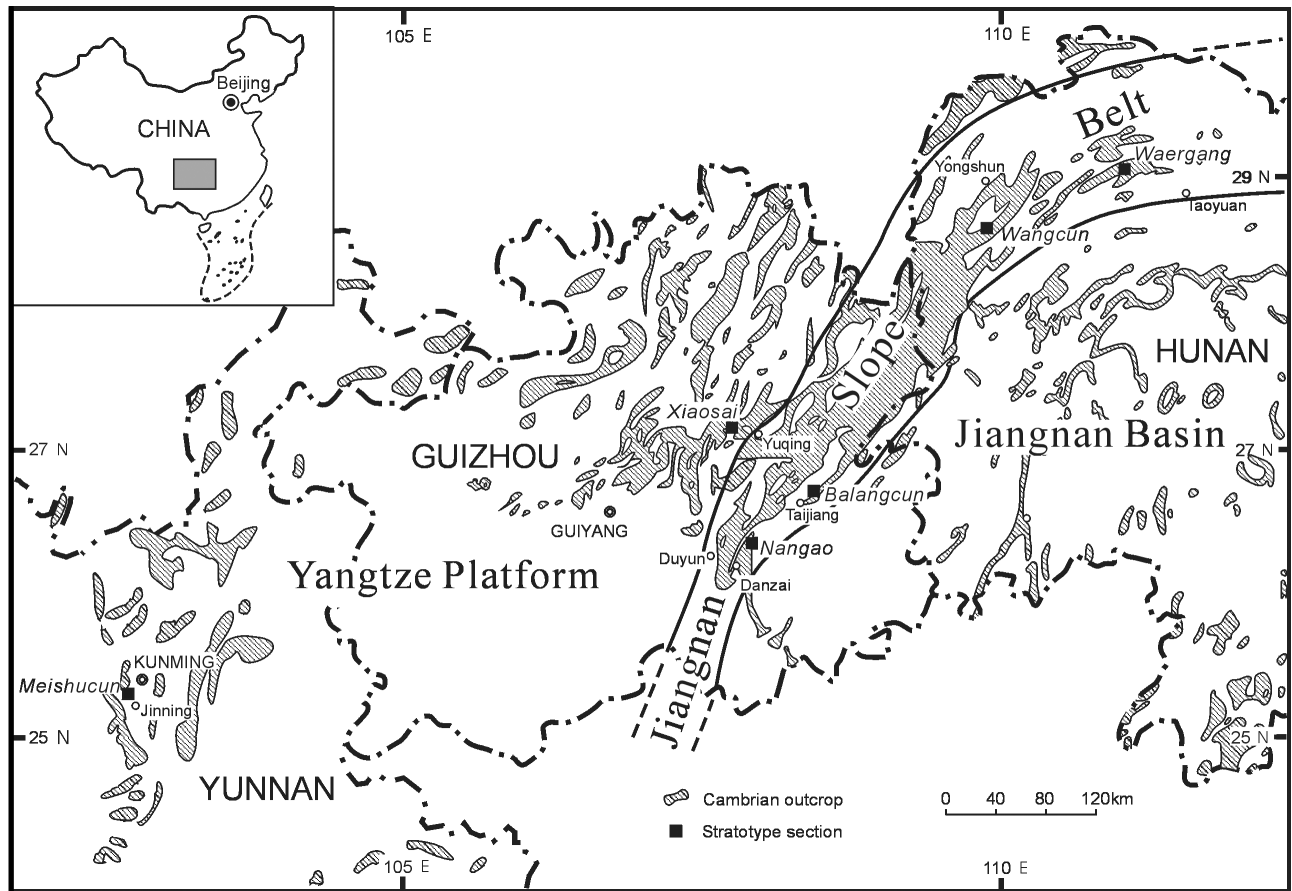 105 E
110 E
Beijing
CHINA
Belt
Waergang
Yongshun
29 N
Taoyuan
Wangcun
Slope
HUNAN
Xiaosai
Yuqing
Jiangnan Basin
27 N
GUIZHOU
27 N
Balangcun
Taijiang
GUIYANG
Nangao
Duyun
Danzai
Yangtze Platform
Jiangnan
KUNMING
Meishucun
Jinning
25 N
25 N
YUNNAN
Cambrian outcrop
0 40 80 120km
Stratotype section
105 E
110 E